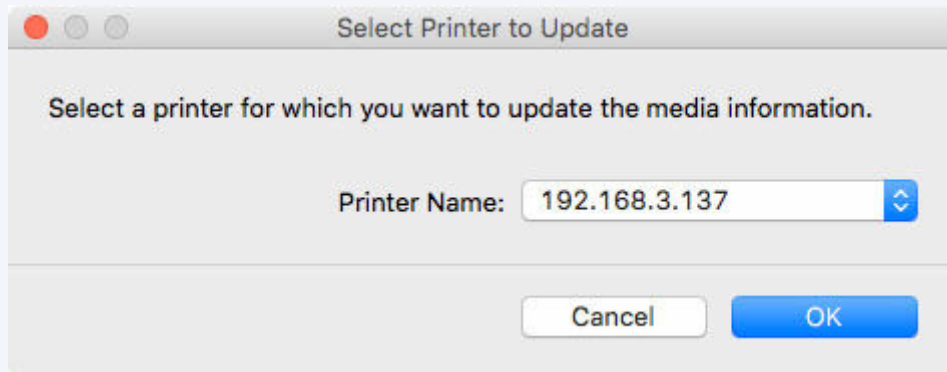 Select Printer to Update
Select a printer for which you want to update the media information.
Printer Name: 192.168.3.137
Cancel OK